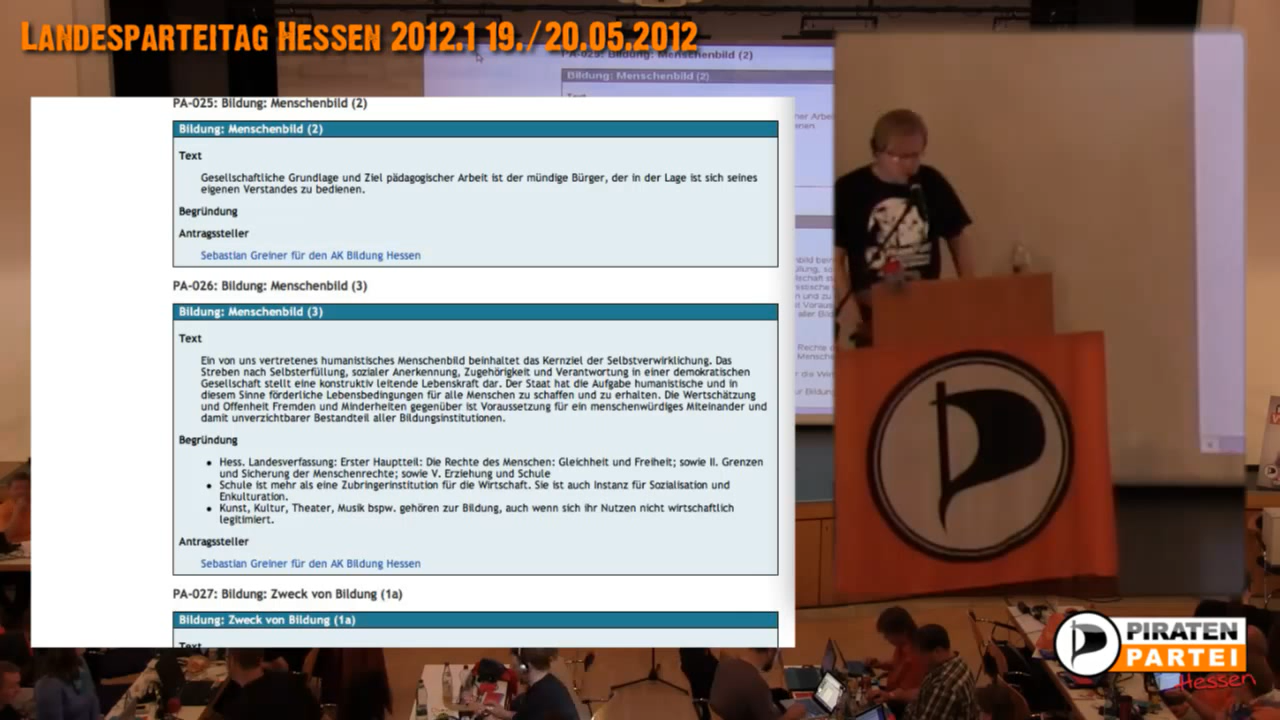 LANDESPARTEITAG HESSEN 2012.1 19./20.05.2012
PA-025: Bildung: Menschenbild (2)
Bildung: Menschenbild (2)
PA-025: Bildung: Menschenbild (2)
Bildung: Menschenbild (2)
Text
Gesellschaftliche Grundlage und Ziel pädagogischer Arbeit ist der mündige Bürger, der in der Lage ist sich seines
eigenen Verstandes zu bedienen.
Begründung
Antragssteller
Sebastian Greiner für den AK Bildung Hessen
PA-026: Bildung: Menschenbild (3)
Bildung: Menschenbild (3)
Text
Ein von uns vertretenes humanistisches Menschenbild beinhaltet das Kernziel der Selbstverwirklichung. Das
Streben nach Selbsterfüllung, sozialer Anerkennung, Zugehörigkeit und Verantwortung in einer demokratischen
Gesellschaft stellt eine konstruktiv leitende Lebenskraft dar. Der Staat hat die Aufgabe humanistische und in
diesem Sinne förderliche Lebensbedingungen für alle Menschen zu schaffen und zu erhalten. Die Wertschätzung
und Offenheit Fremden und Minderheiten gegenüber ist Voraussetzung für ein menschenwürdiges Miteinander und
damit unverzichtbarer Bestandteil aller Bildungsinstitutionen.
Begründung
• Hess. Landesverfassung: Erster Hauptteil: Die Rechte des Menschen: Gleichheit und Freiheit; sowie II. Grenzen
und Sicherung der Menschenrechte; sowie V. Erziehung und Schule
• Schule ist mehr als eine Zubringerinstitution für die Wirtschaft. Sie ist auch Instanz für Sozialisation und
Enkulturation.
• Kunst, Kultur, Theater, Musik bspw. gehören zur Bildung, auch wenn sich ihr Nutzen nicht wirtschaftlich
legitimiert.
Antragssteller
Sebastian Greiner für den AK Bildung Hessen
PA-027: Bildung: Zweck von Bildung (1a)
Bildung: Zweck von Bildung (1a)
Text
PIRATEN
PARTEI
Hessen